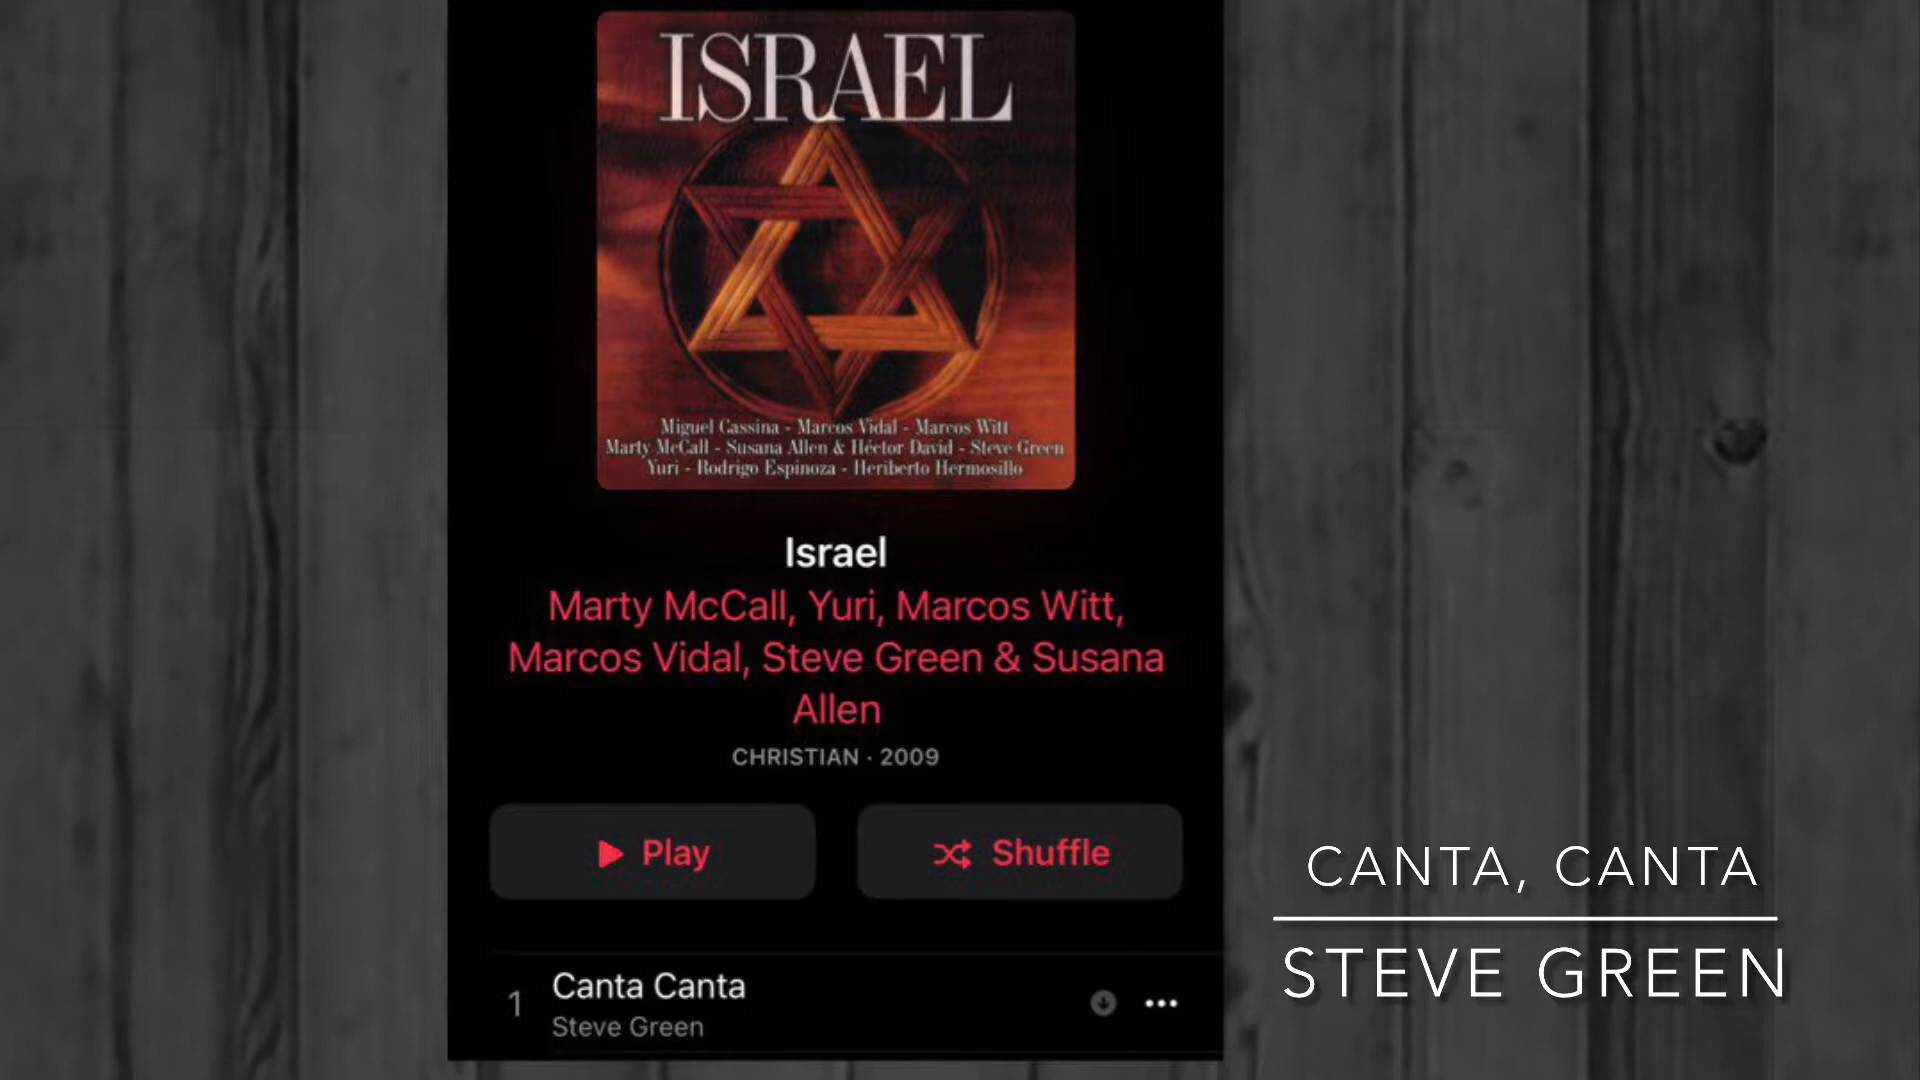 ISRAEL
Miguel Cassina - Marcos Vidal - Marcos Witt
Marty McCall - Susana Allen & Héctor David - Steve Green
Yuri - Rodrigo Espinoza - Heriberto Hermosillo
Israel
Marty McCall, Yuri, Marcos Witt,
Marcos Vidal, Steve Green & Susana
Allen
CHRISTIAN · 2009
Play
Shuffle
1
Canta Canta
Steve Green
CANTA, CANTA
STEVE GREEN